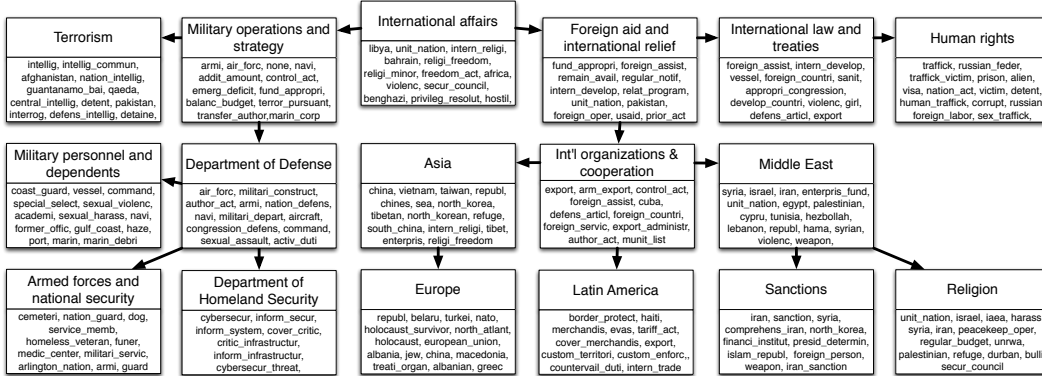 International affairs
libya, unit_nation, intern_religi,
bahrain, religi_freedom,
religi_minor, freedom_act, africa,
violenc, secur_council,
benghazi, privileg_resolut, hostil,
Terrorism
intellig, intellig_commun,
afghanistan, nation_intellig,
guantanamo_bai, qaeda,
central_intellig, detent, pakistan,
interrog, defens_intellig, detaine,
Military operations and
strategy
armi, air_forc, none, navi,
addit_amount, control_act,
emerg_deficit, fund_appropri,
balanc_budget, terror_pursuant,
transfer_author,marin_corp
Foreign aid and
international relief
fund_appropri, foreign_assist,
remain_avail, regular_notif,
intern_develop, relat_program,
unit_nation, pakistan,
foreign_oper, usaid, prior_act
International law and
treaties
foreign_assist, intern_develop,
vessel, foreign_countri, sanit,
appropri_congression,
develop_countri, violenc, girl,
defens_articl, export
Human rights
traffick, russian_feder,
traffick_victim, prison, alien,
visa, nation_act, victim, detent,
human_traffick, corrupt, russian
foreign_labor, sex_traffick,
Military personnel and
dependents
coast_guard, vessel, command,
special_select, sexual_violenc,
academi, sexual_harass, navi,
former_offic, gulf_coast, haze,
port, marin, marin_debri
Department of Defense
air_forc, militari_construct,
author_act, armi, nation_defens,
navi, militari_depart, aircraft,
congression_defens, command,
sexual_assault, activ_duti
Asia
china, vietnam, taiwan, republ,
chines, sea, north_korea,
tibetan, north_korean, refuge,
south_china, intern_religi, tibet,
enterpris, religi_freedom
Int'l organizations &
cooperation
export, arm_export, control_act,
foreign_assist, cuba,
defens_articl, foreign_countri,
foreign_servic, export_administr,
author_act, munit_list
Middle East
syria, israel, iran, enterpris_fund,
unit_nation, egypt, palestinian,
cypru, tunisia, hezbollah,
lebanon, republ, hama, syrian,
violenc, weapon,
Armed forces and
national security
cemeteri, nation_guard, dog,
service_memb,
homeless_veteran, funer,
medic_center, militari_servic,
arlington_nation, armi, guard
Department of
Homeland Security
cybersecur, inform_secur,
inform_system, cover_critic,
critic_infrastructur,
inform_infrastructur,
cybersecur_threat,
Europe
republ, belaru, turkei, nato,
holocaust_survivor, north_atlant,
holocaust, european_union,
albania, jew, china, macedonia,
treati_organ, albanian, greec
Latin America
border_protect, haiti,
merchandis, evas, tariff_act,
cover_merchandis, export,
custom_territori, custom_enforc,,
countervail_duti, intern_trade
Sanctions
iran, sanction, syria,
comprehens_iran, north_korea,
financi_institut, presid_determin,
islam_republ, foreign_person,
weapon, iran_sanction
Religion
unit_nation, israel, iaea, harass
syria, iran, peacekeep_oper,
regular_budget, unrwa,
palestinian, refuge, durban, bulli
secur_council